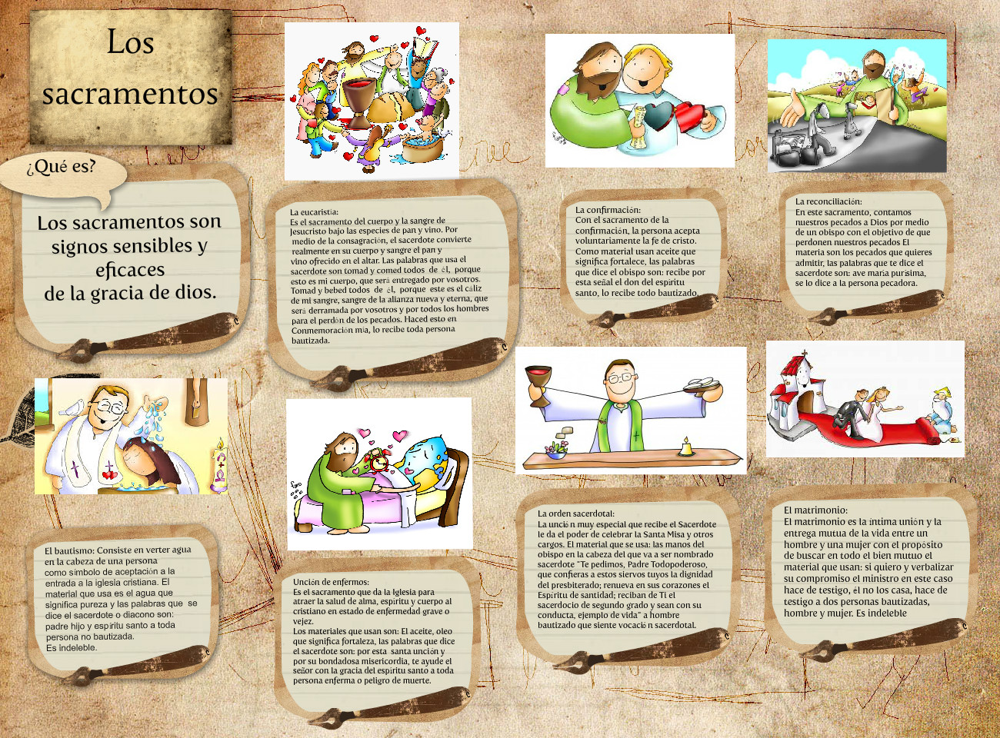 Los
sacramentos
¿Qué es?
Los sacramentos son
signos sensibles y
eficaces
de la gracia de dios.
La eucaristía:
Es el sacramento del cuerpo y la sangre de
Jesucristo bajo las especies de pan y vino. Por
medio de la consagración, el sacerdote convierte
realmente en su cuerpo y sangre el pan y
vino ofrecido en el altar. Las palabras que usa el
sacerdote son tomad y comed todos de él, porque
esto es mi cuerpo, que será entregado por vosotros.
Tomad y bebed todos de él, porque este es el cáliz
de mi sangre, sangre de la alianza nueva y eterna, que
será derramada por vosotros y por todos los hombres
para el perdón de los pecados. Haced esto en
Conmemoración mía, lo recibe toda persona
bautizada.
La confirmación:
Con el sacramento de la
confirmación, la persona acepta
voluntariamente la fe de cristo.
Como material usan aceite que
significa fortalece, las palabras
que dice el obispo son: recibe por
esta señal el don del espíritu
santo, lo recibe todo bautizado.
La reconciliación:
En este sacramento, contamos
nuestros pecados a Dios por medio
de un obispo con el objetivo de que
perdonen nuestros pecados El
materia son los pecados que quieres
admitir, las palabras que te dice el
sacerdote son: ave maría purísima,
se lo dice a la persona pecadora.
El bautismo: Consiste en verter agua
en la cabeza de una persona
como símbolo de aceptación a la
entrada a la iglesia cristiana. El
material que usa es el agua que
significa pureza y las palabras que se
dice el sacerdote o diacono son:
padre hijo y espíritu santo a toda
persona no bautizada.
Es indeleble.
Unción de enfermos:
Es el sacramento que da la Iglesia para
atraer la salud de alma, espíritu y cuerpo al
cristiano en estado de enfermedad grave o
vejez.
Los materiales que usan son: El aceite, oleo
que significa fortaleza, las palabras que dice
el sacerdote son: por esta santa unción y
por su bondadosa misericordia, te ayude el
señor con la gracia del espíritu santo a toda
persona enferma o peligro de muerte.
La orden sacerdotal:
La unción muy especial que recibe el Sacerdote
le da el poder de celebrar la Santa Misa y otros
cargos. El material que se usa: las manos del
obispo en la cabeza del que va a ser nombrado
sacerdote "Te pedimos, Padre Todopoderoso,
que confieras a estos siervos tuyos la dignidad
del presbiterado; renueva en sus corazones el
Espíritu de santidad; reciban de Ti el
sacerdocio de segundo grado y sean con su
conducta, ejemplo de vida" a hombre
bautizado que siente vocación sacerdotal.
El matrimonio:
El matrimonio es la íntima unión y la
entrega mutua de la vida entre un
hombre y una mujer con el propósito
de buscar en todo el bien mutuo el
material que usan: si quiero y verbalizar
su compromiso el ministro en este caso
hace de testigo, él no los casa, hace de
testigo a dos personas bautizadas,
hombre y mujer. Es indeleble